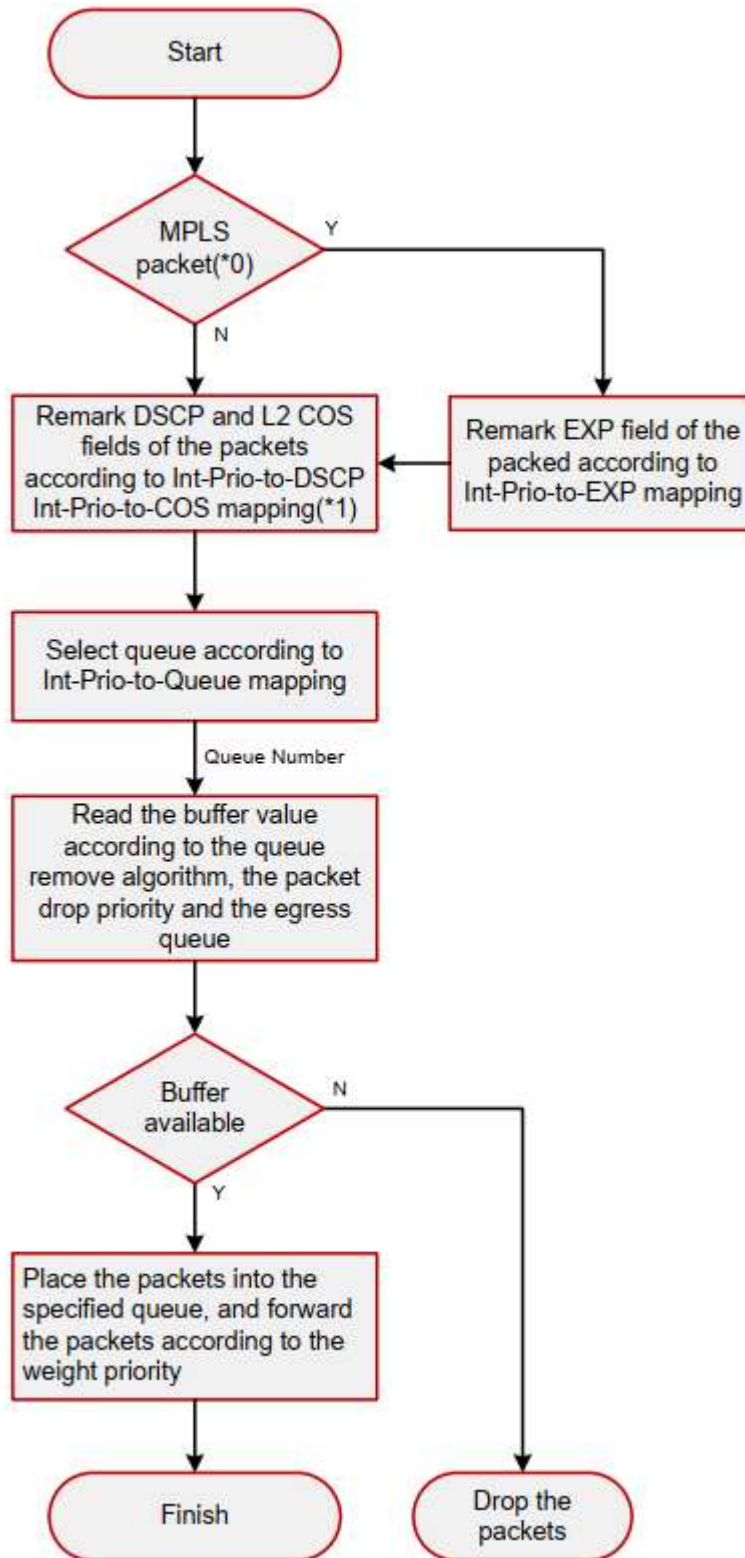 Start
MPLS
packet(*0)
Y
N
Remark DSCP and L2 COS
fields of the packets
according to Int-Prio-to-DSCP
Int-Prio-to-COS mapping(*1)
Remark EXP field of the
packed according to
Int-Prio-to-EXP mapping
Select queue according to
Int-Prio-to-Queue mapping
Queue Number
Read the buffer value
according to the queue
remove algorithm, the packet
drop priority and the egress
queue
Buffer
available
N
Y
Place the packets into the
specified queue, and forward
the packets according to the
weight priority
Finish
Drop the
packets